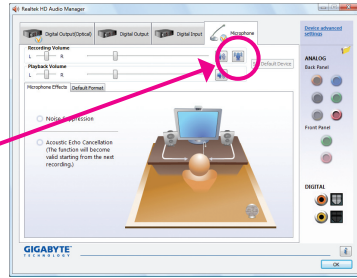 Realtek HD Audio Manager
Digital Output(Optical)
Digital Output
Digital Input
Microphone
Device advanced
settings
Recording Volume
L
R
Set Default Device
Playback Volume
L
R
Microphone Effects
Default Format
Noise Suppression
Acoustic Echo Cancellation
(The function will become
valid starting from the next
recording.)
ANALOG
Back Panel
Front Panel
DIGITAL
GIGABYTE
TECHNOLOGY
OK